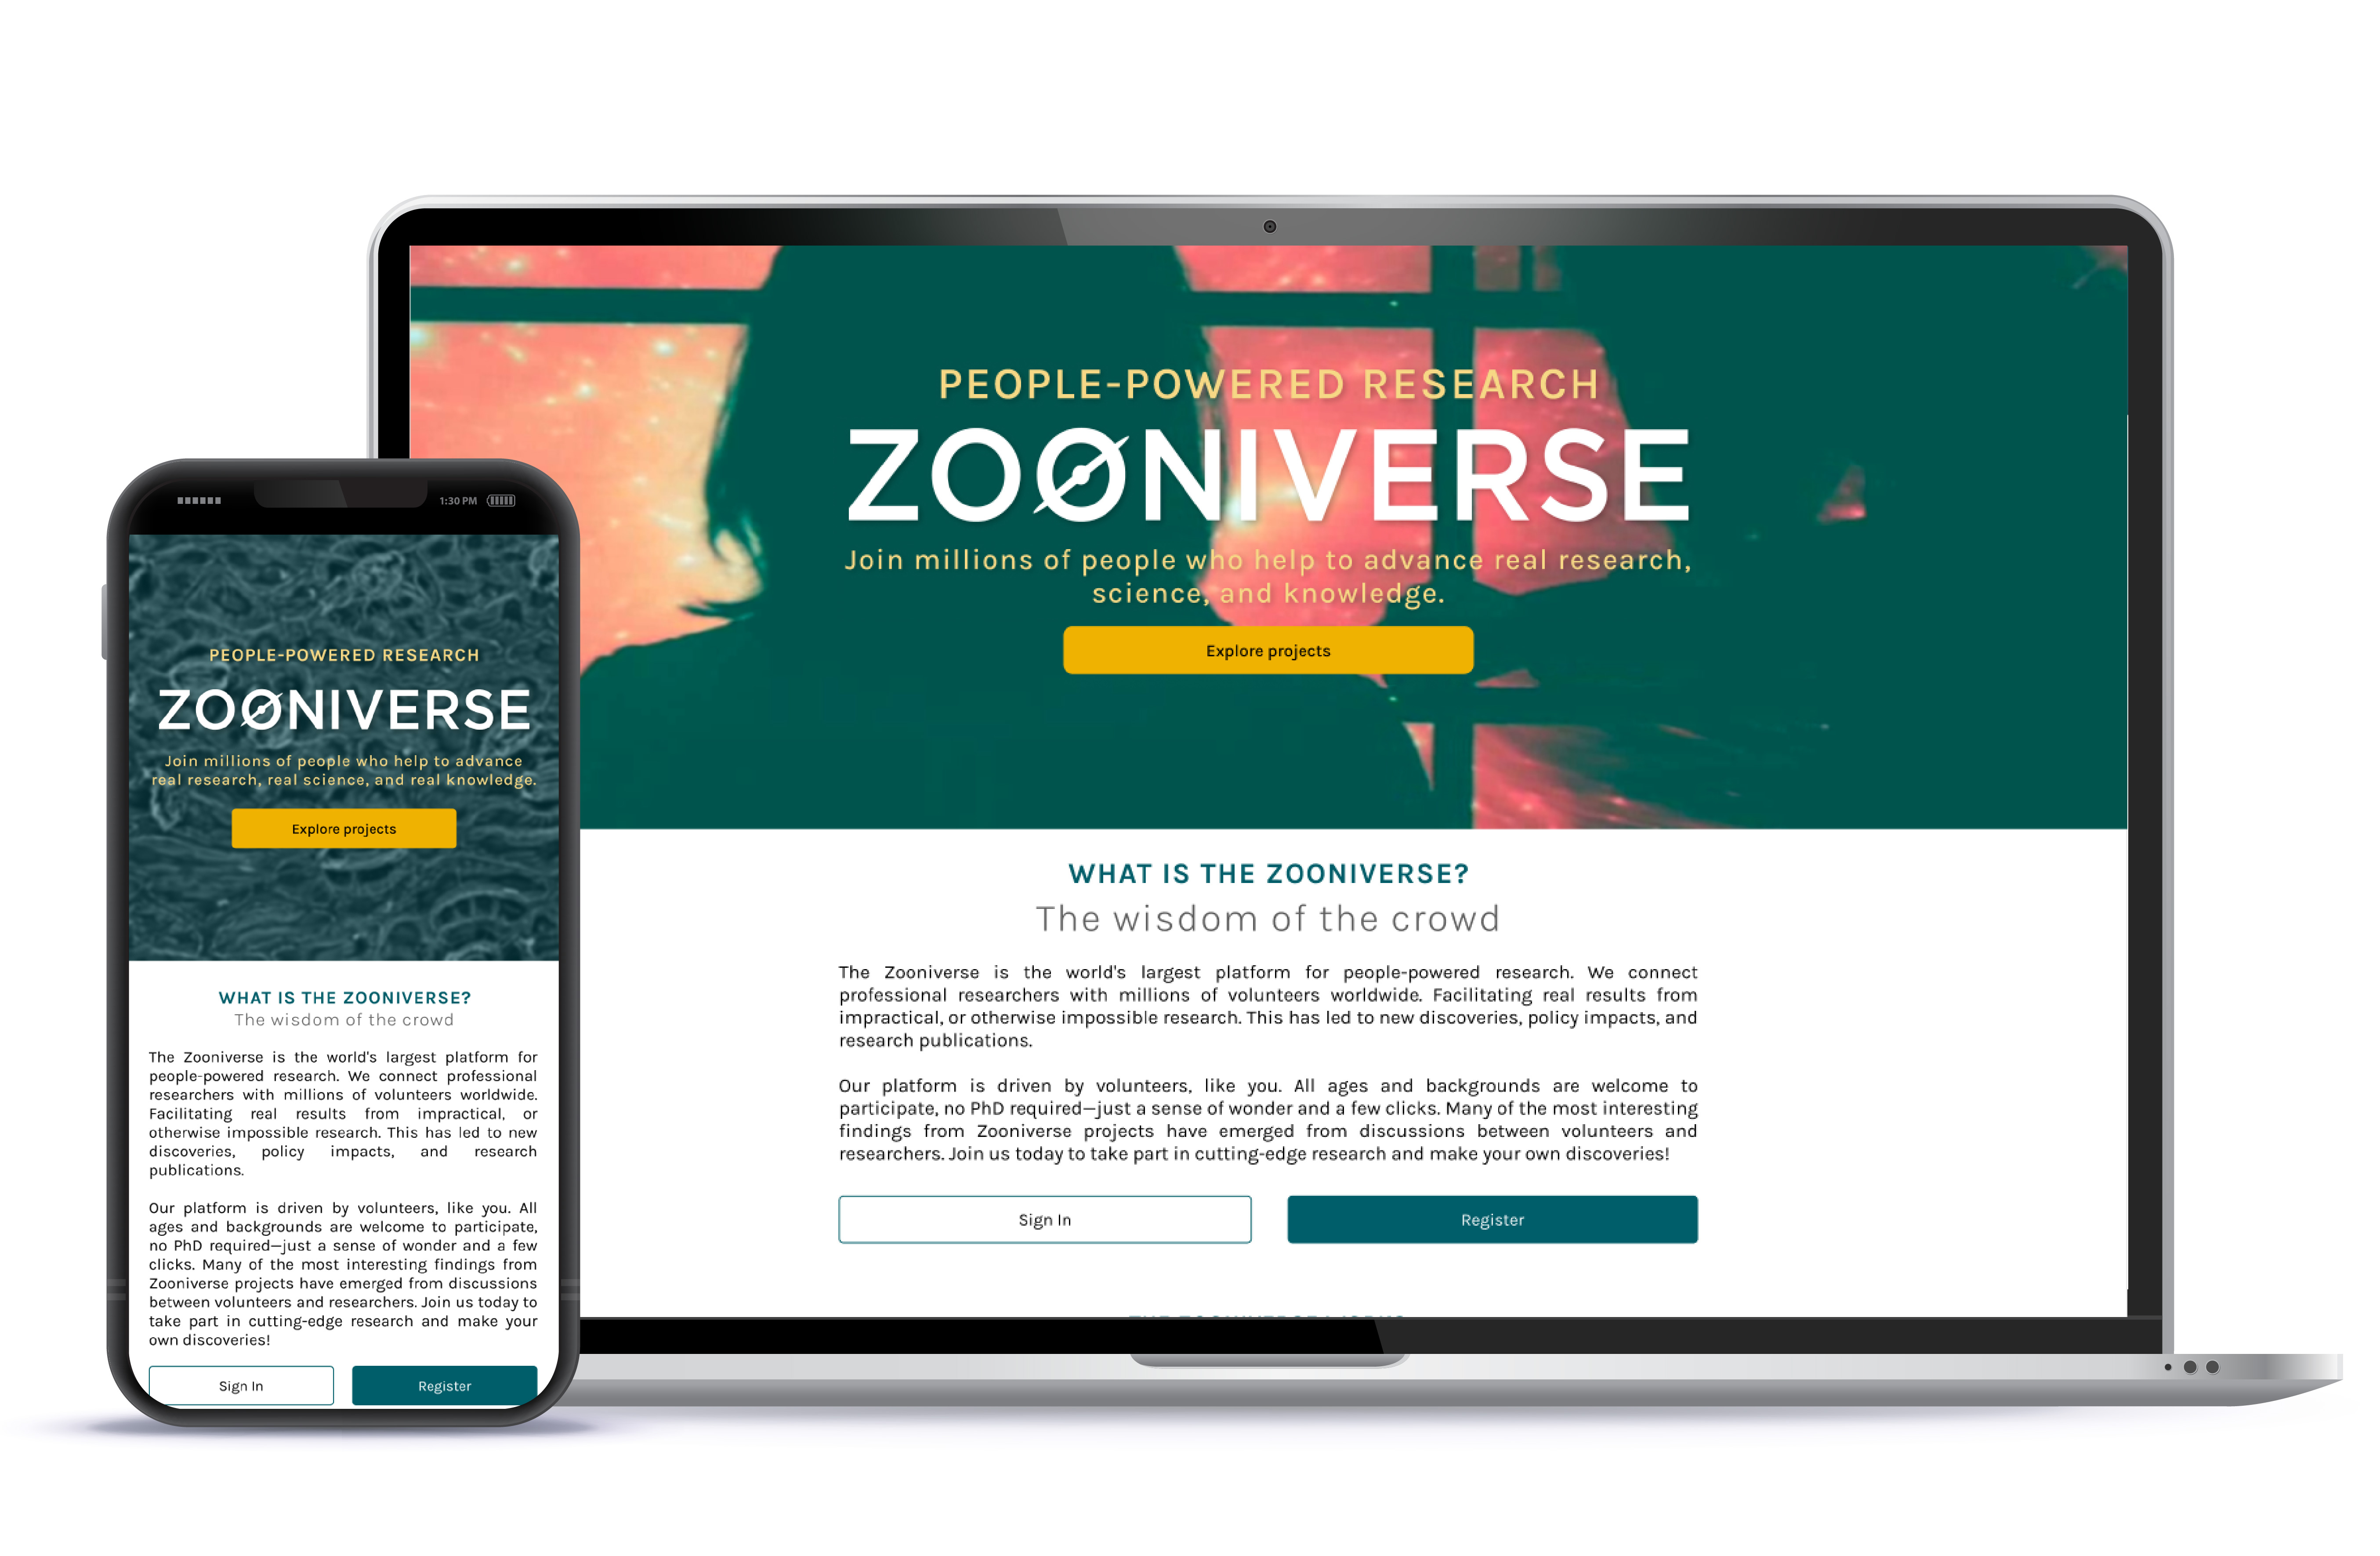 1:30 PM
PEOPLE-POWERED RESEARCH
ZOONIVERSE
Join millions of people who help to advance
real research, real science, and real knowledge.
Explore projects
WHAT IS THE ZOONIVERSE?
The wisdom of the crowd
The Zooniverse is the world's largest platform for
people-powered research. We connect professional
researchers with millions of volunteers worldwide.
Facilitating real results from impractical, or
otherwise impossible research. This has led to new
discoveries, policy impacts, and research
publications.
Our platform is driven by volunteers, like you. All
ages and backgrounds are welcome to participate,
no PhD required—just a sense of wonder and a few
clicks. Many of the most interesting findings from
Zooniverse projects have emerged from discussions
between volunteers and researchers. Join us today to
take part in cutting-edge research and make your
own discoveries!
Sign In
Register
PEOPLE-POWERED RESEARCH
ZOONIVERSE
Join millions of people who help to advance real research,
science, and knowledge.
Explore projects
WHAT IS THE ZOONIVERSE?
The wisdom of the crowd
The Zooniverse is the world's largest platform for people-powered research. We connect
professional researchers with millions of volunteers worldwide. Facilitating real results from
impractical, or otherwise impossible research. This has led to new discoveries, policy impacts, and
research publications.
Our platform is driven by volunteers, like you. All ages and backgrounds are welcome to
participate, no PhD required—just a sense of wonder and a few clicks. Many of the most interesting
findings from Zooniverse projects have emerged from discussions between volunteers and
researchers. Join us today to take part in cutting-edge research and make your own discoveries!
Sign In
Register